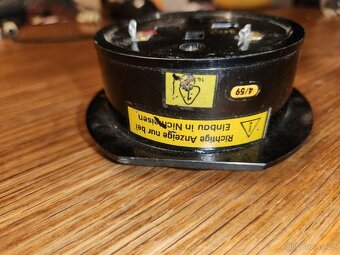 4/59
Richtige Anzeige nur bei
Einbau in Nichteisen